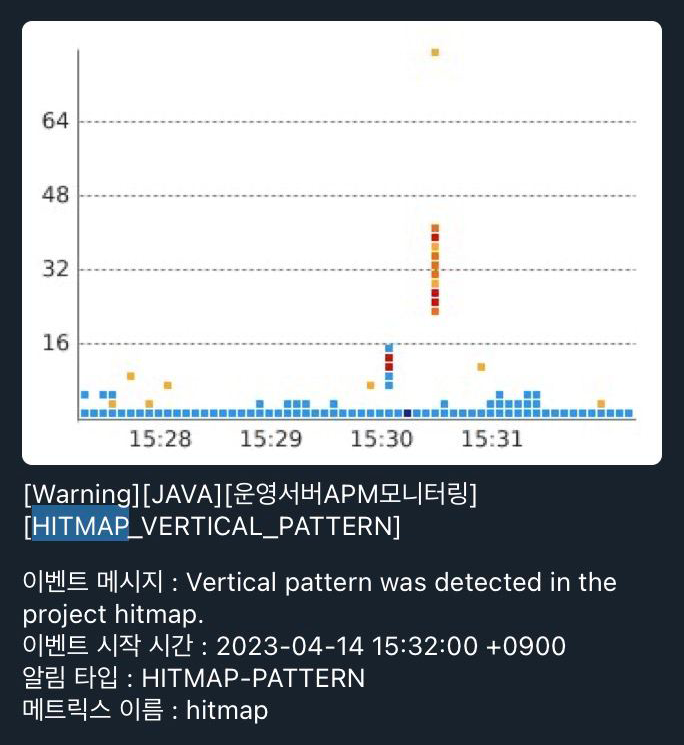 64
48
32
16
15:28 15:29 15:30 15:31
[Warning][JAVA][운영서버APM모니터링]
[HITMAP_VERTICAL_PATTERN]
이벤트 메시지 : Vertical pattern was detected in the
project hitmap.
이벤트 시작 시간 : 2023-04-14 15:32:00 +0900
알림 타입 : HITMAP-PATTERN
메트릭스 이름 : hitmap